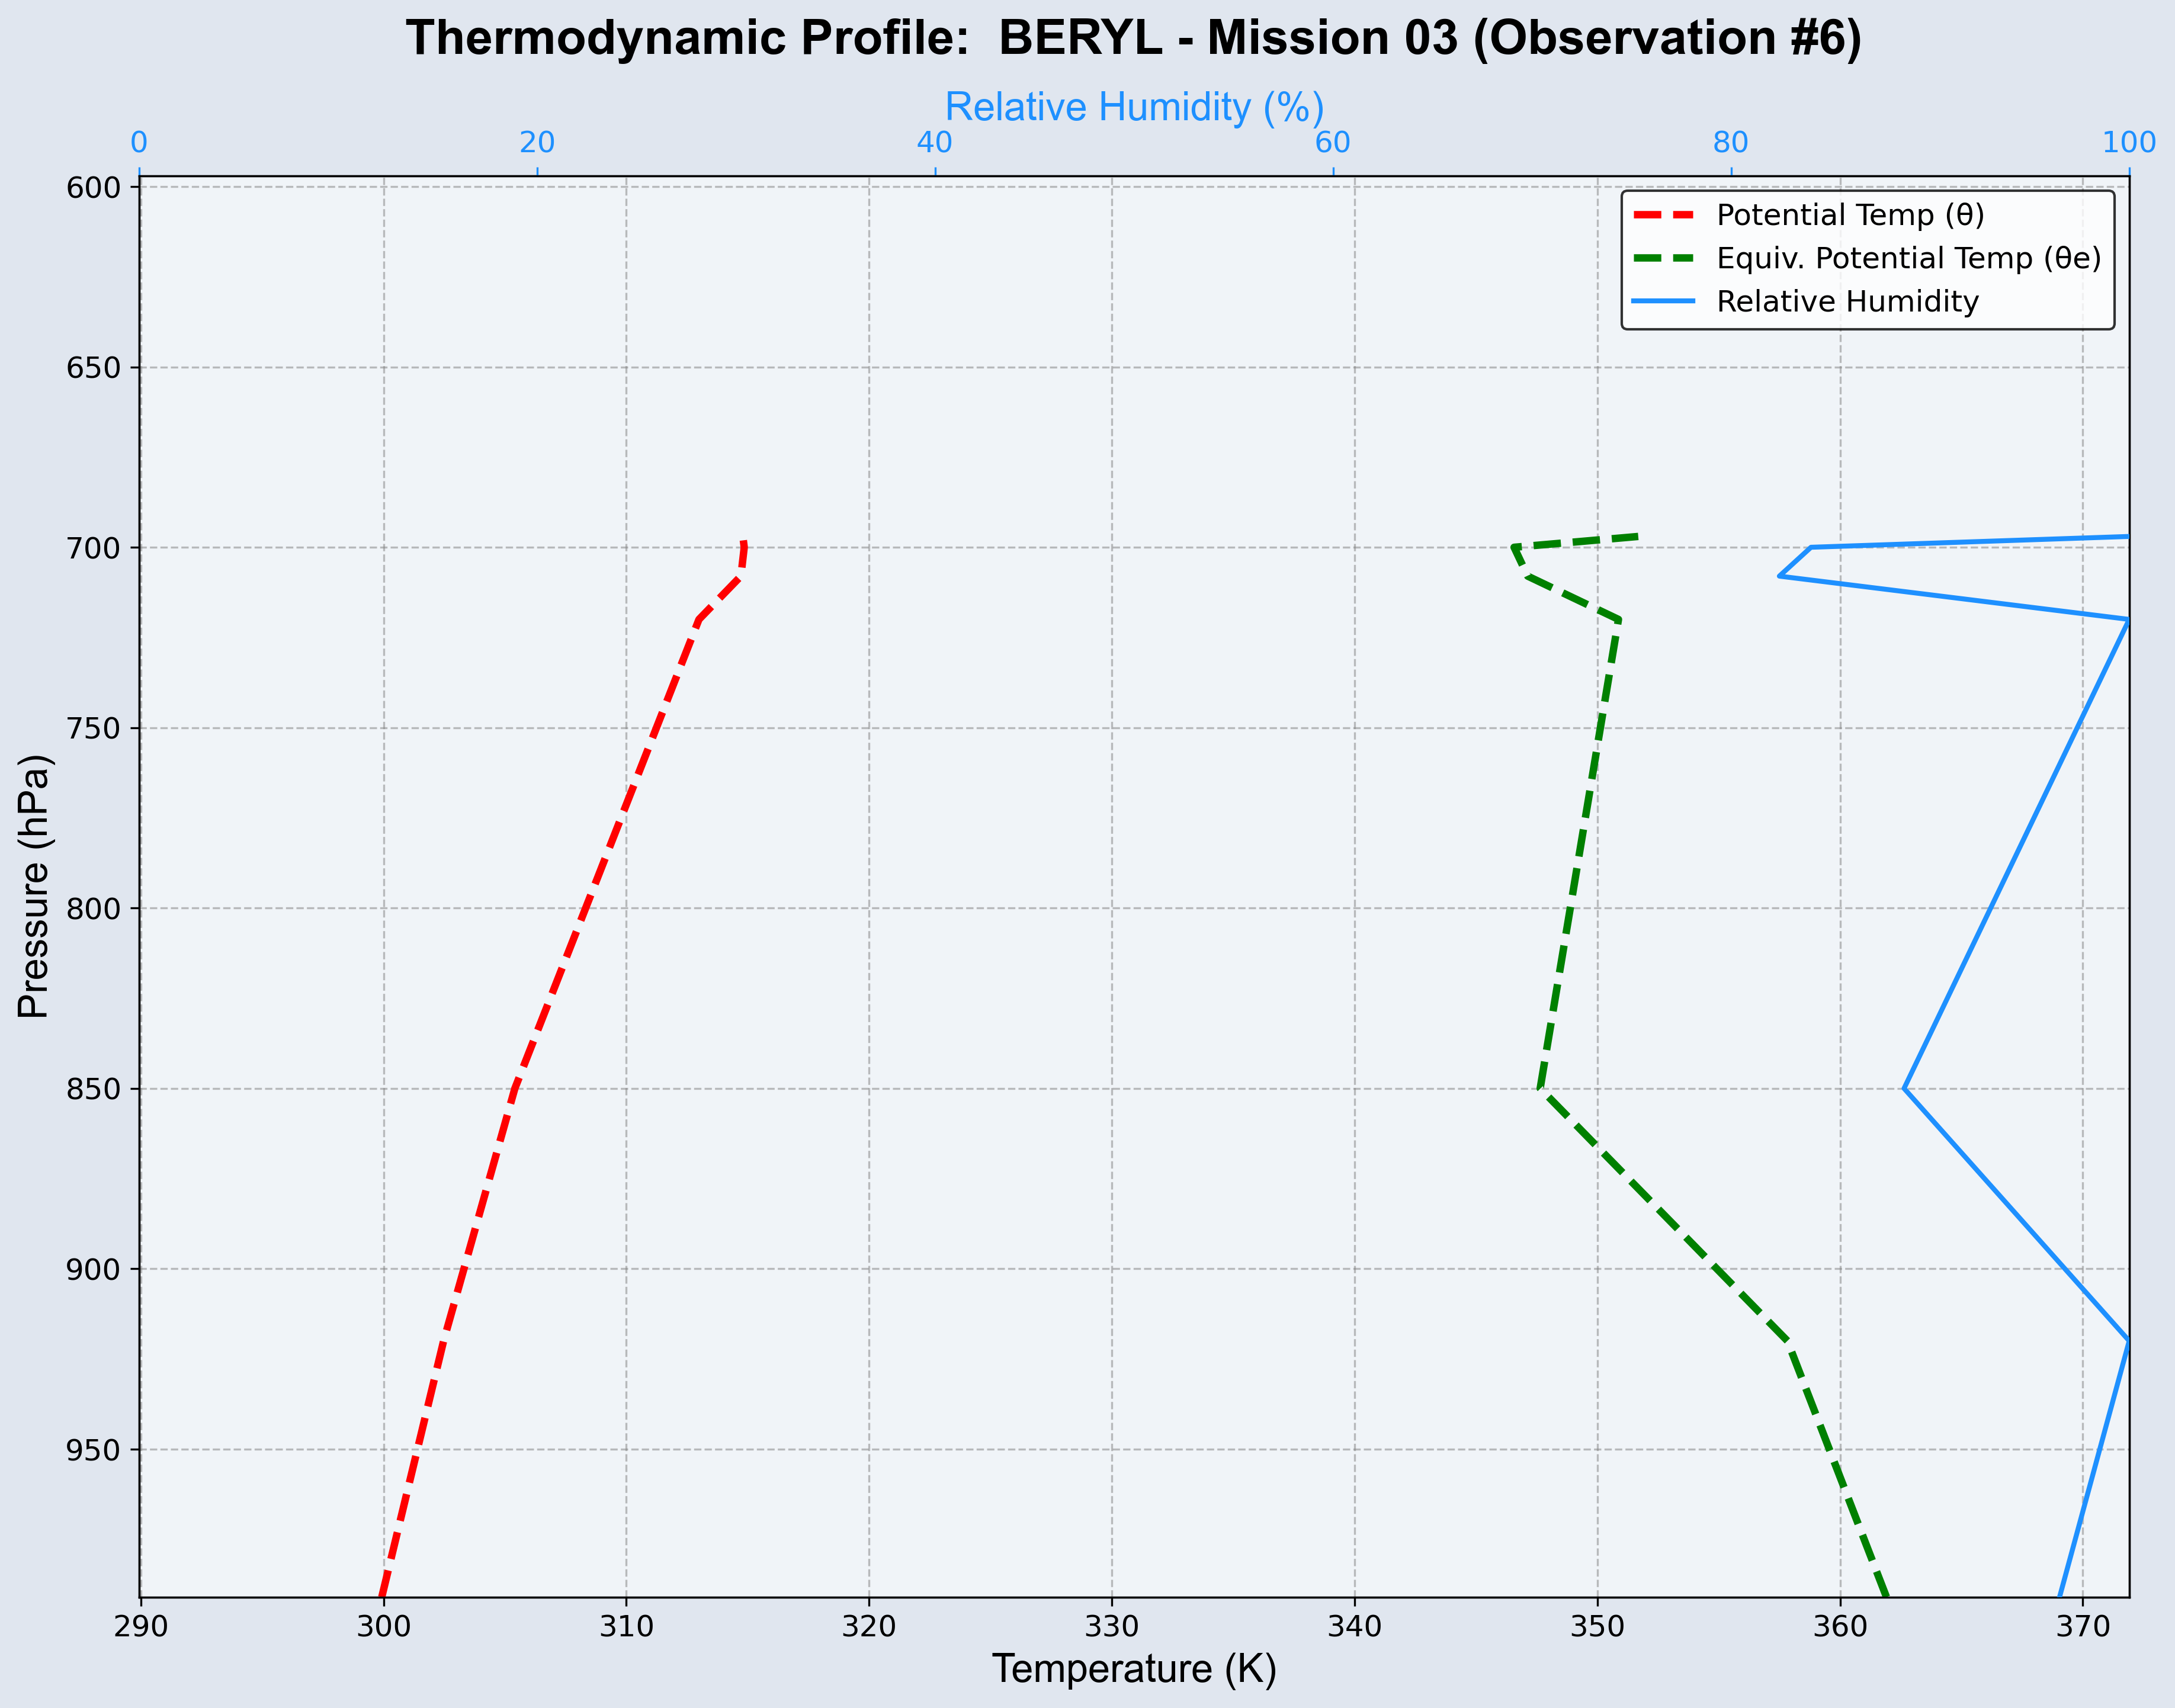 Thermodynamic Profile:  BERYL - Mission 03 (Observation #6)
Relative Humidity (%)
0 20 40 60 80 100
Potential Temp (θ)
Equiv. Potential Temp (θe)
Relative Humidity
600
650
700
750
800
850
900
950
Pressure (hPa)
290 300 310 320 330 340 350 360 370
Temperature (K)